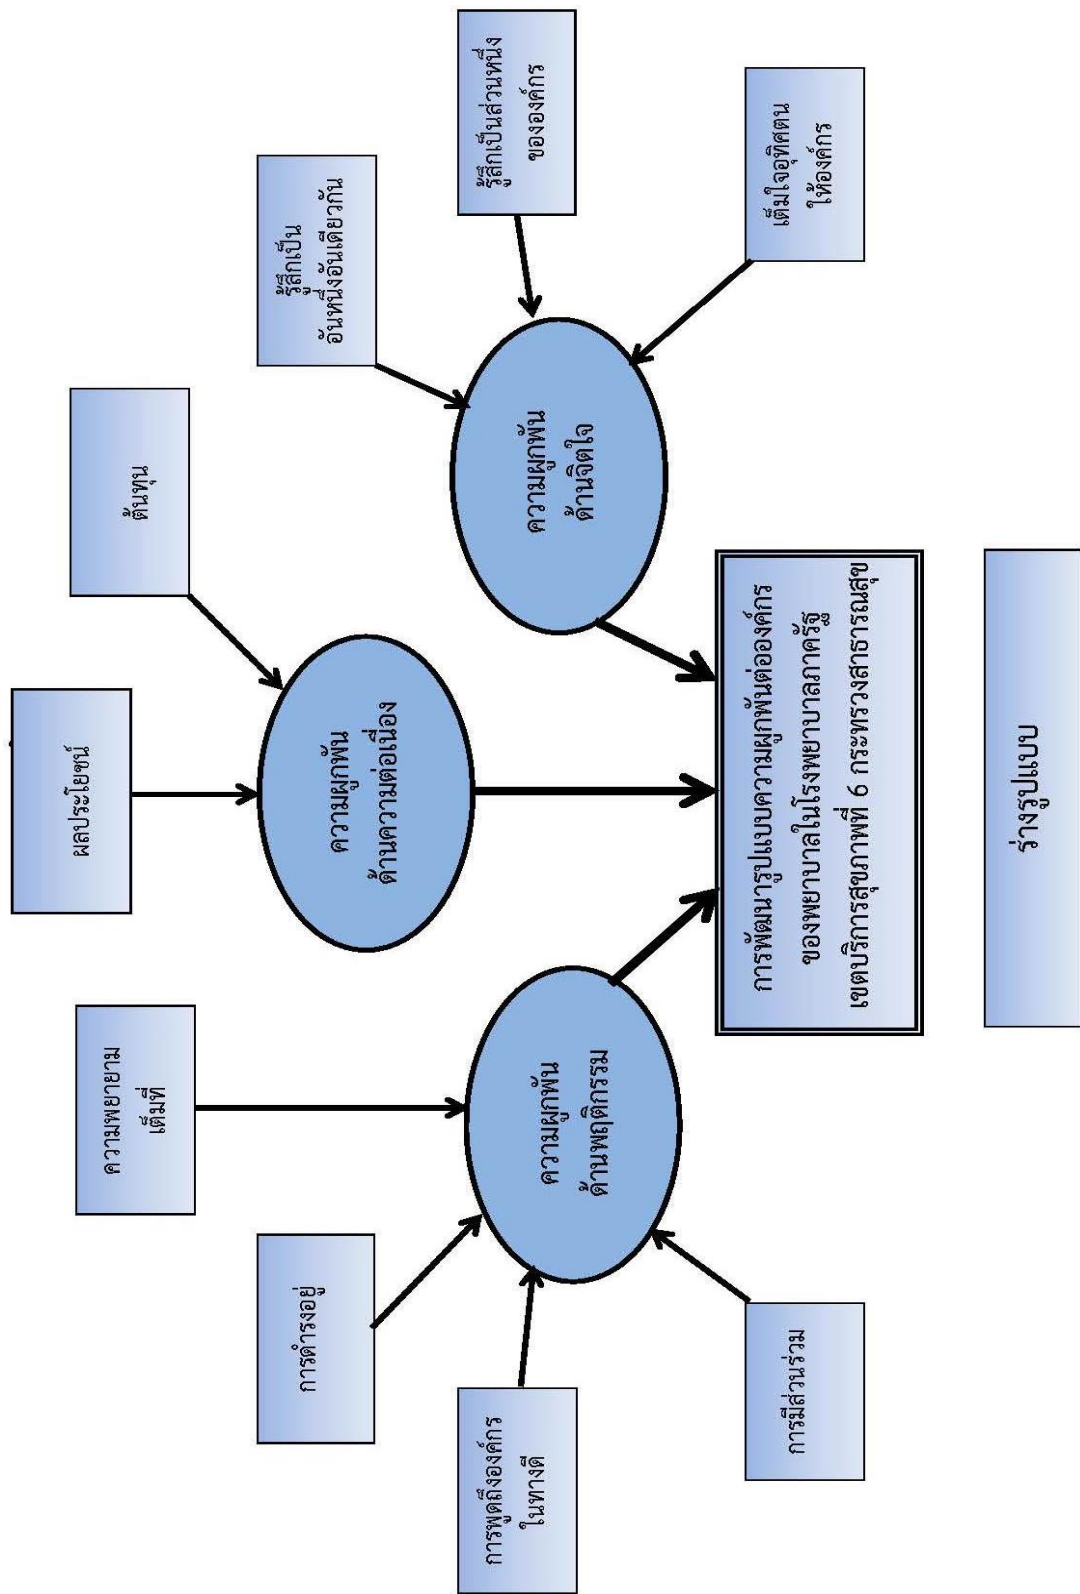 ผลประโยชน์
ต้นทุน
ความพยายาม
เต็มที่
ความผูกพัน
ด้านความต่อเนื่อง
รู้สึกเป็น
อันหนึ่งอันเดียวกัน
การดำรงอยู่
รู้สึกเป็นส่วนหนึ่ง
ขององค์กร
การพูดถึงองค์กร
ในทางดี
ความผูกพัน
ด้านพฤติกรรม
ความผูกพัน
ด้านจิตใจ
เต็มใจอุทิศตน
ให้องค์กร
การมีส่วนร่วม
การพัฒนารูปแบบความผูกพันต่อองค์กร
ของพยาบาลในโรงพยาบาลภาครัฐ
เขตบริการสุขภาพที่ 6 กระทรวงสาธารณสุข
ร่างรูปแบบ